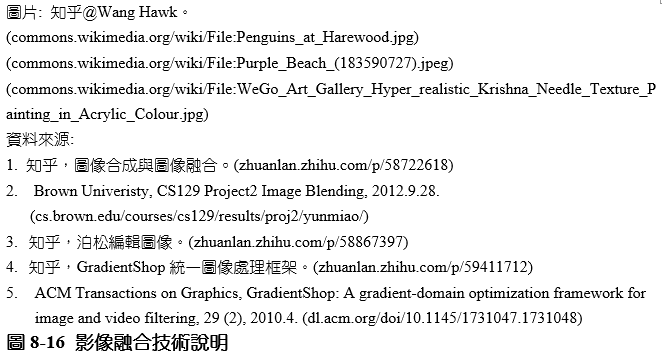 圖片: 知乎@Wang Hawk。
(commons.wikimedia.org/wiki/File:Penguins_at_Harewood.jpg)
(commons.wikimedia.org/wiki/File:Purple_Beach_(183590727).jpeg)
(commons.wikimedia.org/wiki/File:WeGo_Art_Gallery_Hyper_realistic_Krishna_Needle_Texture_P
ainting_in_Acrylic_Colour.jpg)
資料來源:
1. 知乎，圖像合成與圖像融合。(zhuanlan.zhihu.com/p/58722618)
2. Brown Univeristy, CS129 Project2 Image Blending, 2012.9.28.
(cs.brown.edu/courses/cs129/results/proj2/yunmiao/)
3. 知乎，泊松編輯圖像。(zhuanlan.zhihu.com/p/58867397)
4. 知乎，GradientShop 統一圖像處理框架。(zhuanlan.zhihu.com/p/59411712)
5. ACM Transactions on Graphics, GradientShop: A gradient-domain optimization framework for
image and video filtering, 29 (2), 2010.4. (dl.acm.org/doi/10.1145/1731047.1731048)
圖 8-16 影像融合技術說明